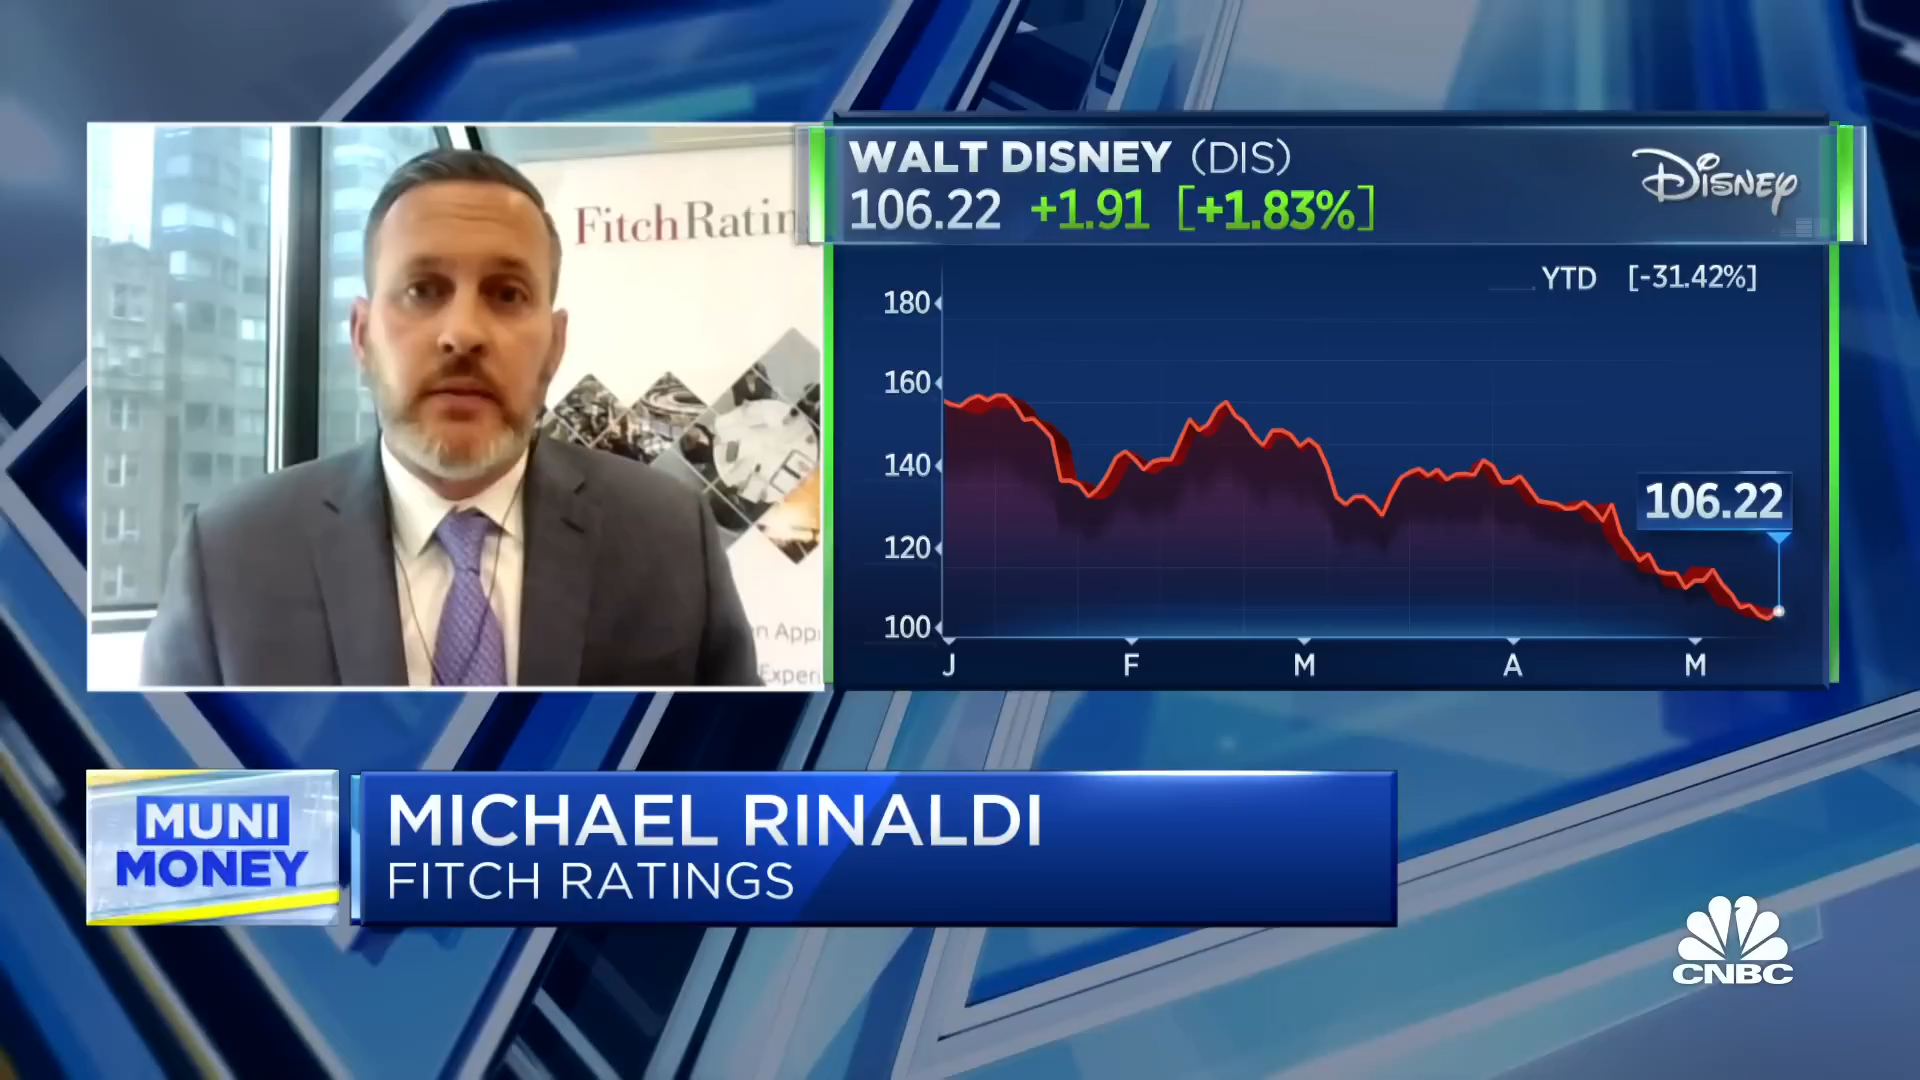 FitchRatin
n App
Experi
WALT DISNEY (DIS)
106.22 +1.91 [+1.83%]
Disney
YTD [-31.42%]
180
160
140
120
100
106.22
J F M A M
MUNI
MONEY
MICHAEL RINALDI
FITCH RATINGS
CNBC